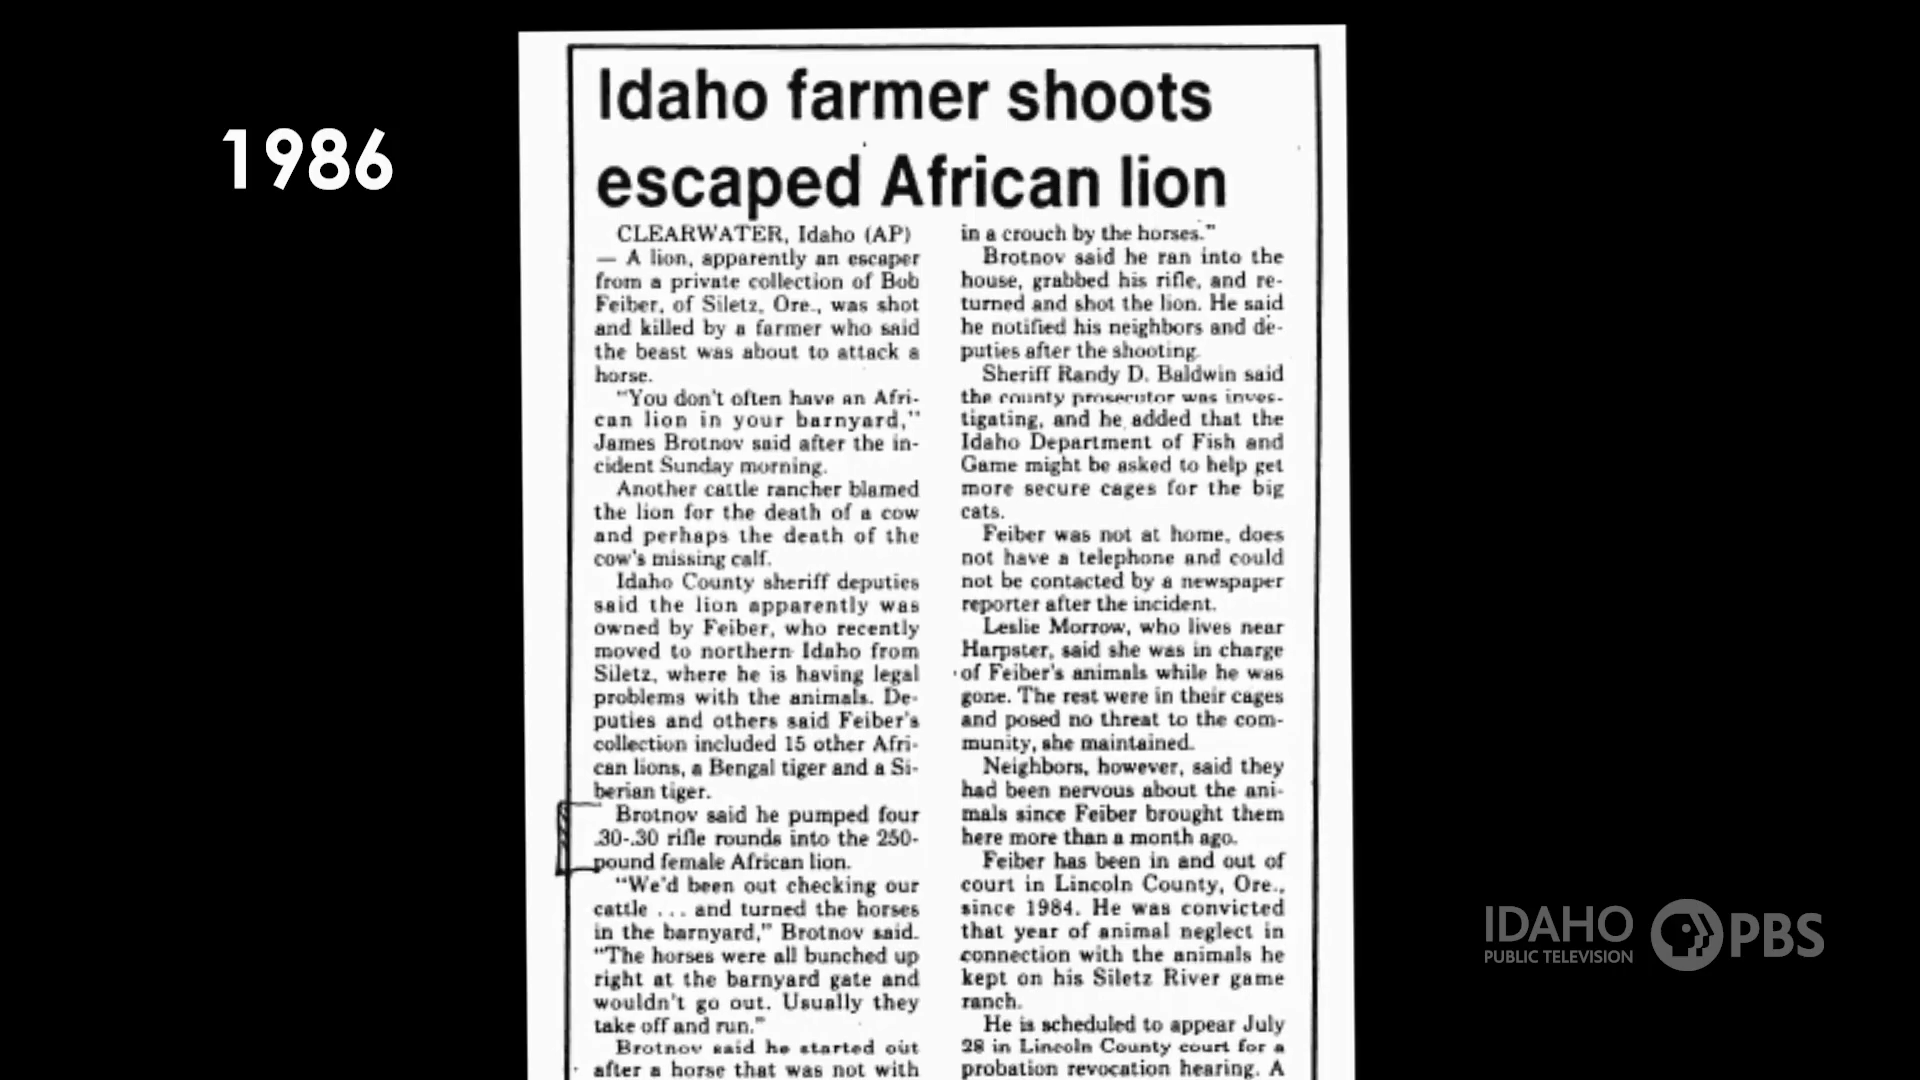 1986
Idaho farmer shoots
escaped African lion
CLEARWATER, Idaho (AP)
— A lion, apparently an escaper
from a private collection of Bob
Feiber, of Siletz, Ore., was shot
and killed by a farmer who said
the beast was about to attack a
horse.
"You don't often have an Afri-
can lion in your barnyard,"
James Brotnov said after the in-
cident Sunday morning.
Another cattle rancher blamed
the lion for the death of a cow
and perhaps the death of the
cow's missing calf.
Idaho County sheriff deputies
said the lion apparently was
owned by Feiber, who recently
moved to northern Idaho from
Siletz, where he is having legal
problems with the animals. De-
puties and others said Feiber's
collection included 15 other Afri-
can lions, a Bengal tiger and a Si-
berian tiger.
Brotnov said he pumped four
.30-.30 rifle rounds into the 250-
pound female African lion.
"We'd been out checking our
cattle ... and turned the horses
in the barnyard," Brotnov said.
"The horses were all bunched up
right at the barnyard gate and
wouldn't go out. Usually they
take off and run."
Brotnov said he started out
after a horse that was not with
in a crouch by the horses."
Brotnov said he ran into the
house, grabbed his rifle, and re-
turned and shot the lion. He said
he notified his neighbors and de-
puties after the shooting.
Sheriff Randy D. Baldwin said
the county prosecutor was inves-
tigating, and he added that the
Idaho Department of Fish and
Game might be asked to help get
more secure cages for the big
cats.
Feiber was not at home, does
not have a telephone and could
not be contacted by a newspaper
reporter after the incident.
Leslie Morrow, who lives near
Harpster, said she was in charge
of Feiber's animals while he was
gone. The rest were in their cages
and posed no threat to the com-
munity, she maintained.
Neighbors, however, said they
had been nervous about the ani-
mals since Feiber brought them
here more than a month ago.
Feiber has been in and out of
court in Lincoln County, Ore.,
since 1984. He was convicted
that year of animal neglect in
connection with the animals he
kept on his Siletz River game
ranch.
He is scheduled to appear July
28 in Lincoln County court for a
probation revocation hearing. A
IDAHO
PUBLIC TELEVISION
PBS